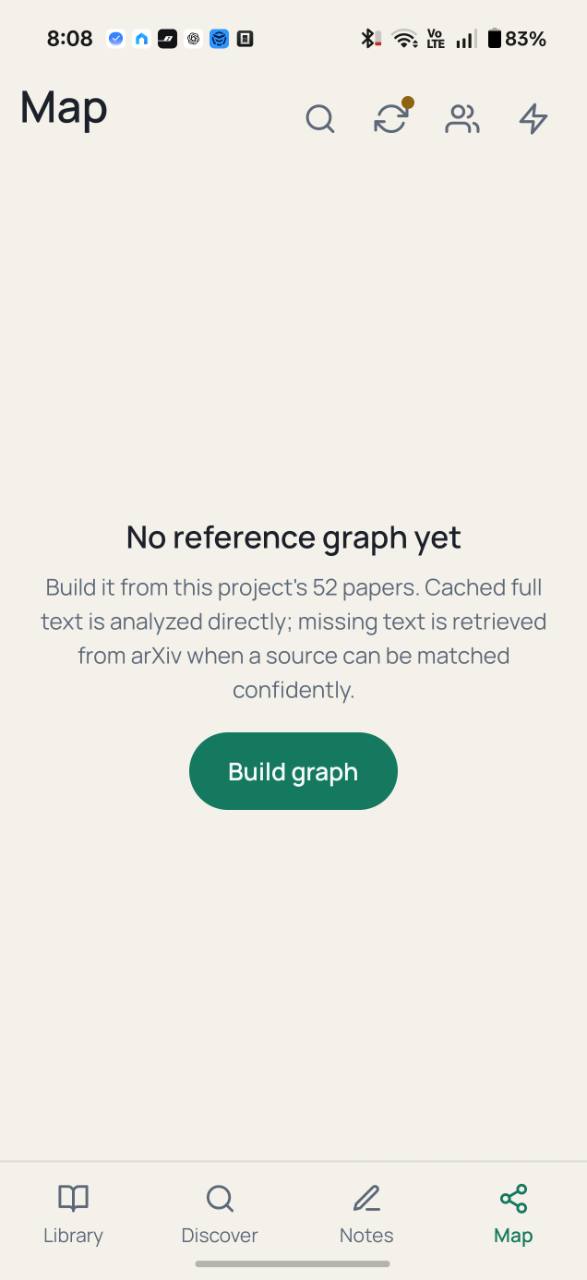 8:08
Vo
LTE
83%
Map
No reference graph yet
Build it from this project's 52 papers. Cached full
text is analyzed directly; missing text is retrieved
from arXiv when a source can be matched
confidently.
Build graph
Library
Discover
Notes
Map